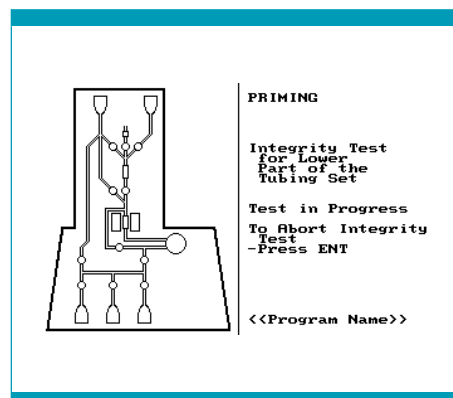 PRIMING
Integrity Test
for Lower
Part of the
Tubing Set
Test in Progress
To Abort Integrity
Test
-Press ENT
<<Program Name>>